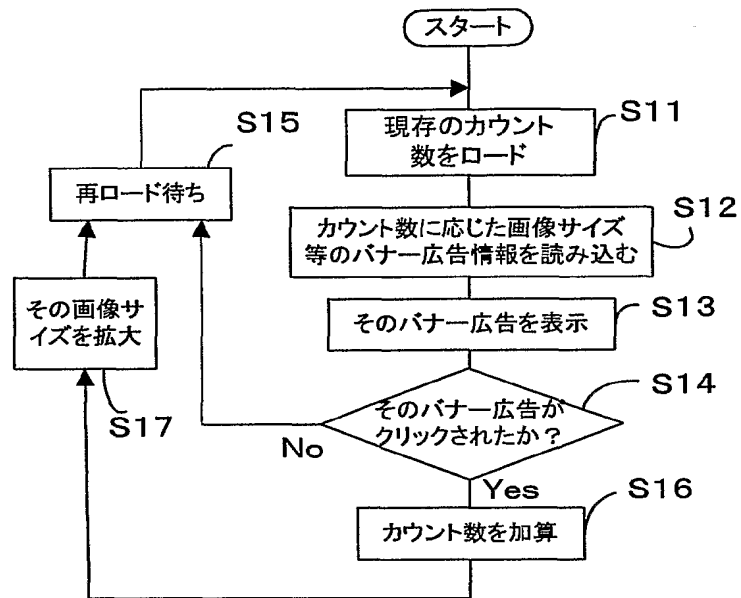 スタート
現存のカウント
数をロード
S11
カウント数に応じた画像サイズ
等のバナー広告情報を読み込む
S12
そのバナー広告を表示
S13
そのバナー広告が
クリックされたか?
S14
No
Yes
再ロード待ち
S15
カウント数を加算
S16
その画像サ
イズを拡大
S17